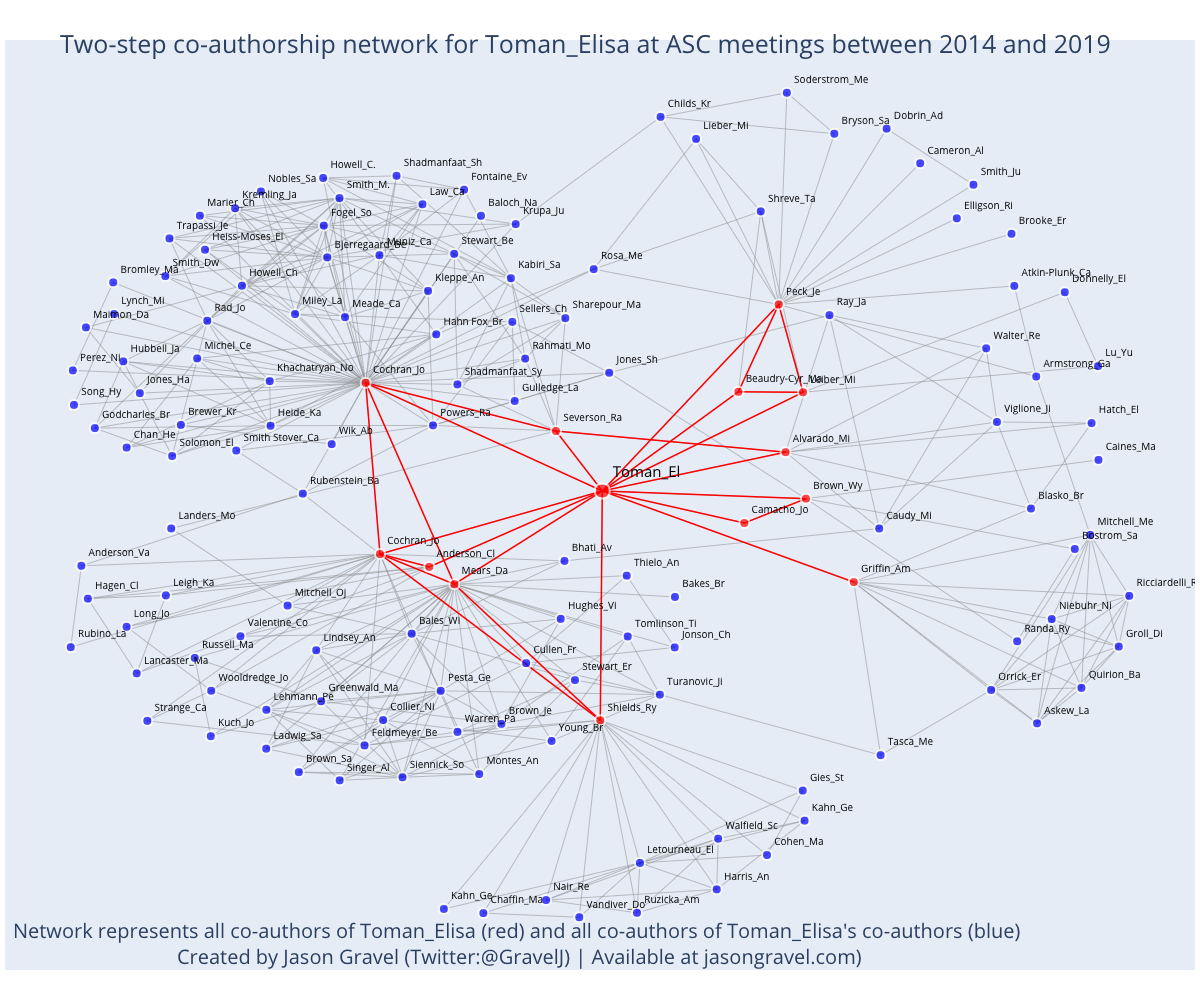 Two-step co-authorship network for Toman_Elisa at ASC meetings between 2014 and 2019
Soderstrom_Me
Childs_Kr
Dobrin_Ad
Lieber_Mi
Bryson_Sa
Cameron_Al
Smith_Ju
Howell_C.
Shadmanfaat_Sh
Nobles_Sa
Fontaine_Ev
Smith_M.
Law_Ca
Kremling_Ja
Marier_Ch
Baloch_Na
Krupa_Ju
Shreve_Ta
Elligson_Ri
Brooke_Er
Trapassi_Je
Fogel_So
Heiss-Moses_El
Bjerregaard_Be
Muniz_Ca
Stewart_Be
Rosa_Me
Smith_Dw
Bromley_Ma
Howell_Ch
Kleppe_An
Kabiri_Sa
Atkin-Plunk_Ca
Donnelly_El
Peck_Je
Ray_Ja
Lynch_Mi
Maimon_Da
Rad_Jo
Miley_La
Meade_Ca
Hahn Fox_Br
Sellers_Ch
Sharepour_Ma
Walter_Re
Hubbell_Ja
Michel_Ce
Rahmati_Mo
Jones_Sh
Lu_Yu
Armstrong_Ga
Perez_Ni
Jones_Ha
Khachatryan_No
Cochran_Jo
Shadmanfaat_Sy
Beaudry-Cyr_Ma
Leiber_Mi
Song_Hy
Gulledge_La
Godcharles_Br
Brewer_Kr
Heide_Ka
Powers_Ra
Severson_Ra
Viglione_Ji
Hatch_El
Chan_He
Solomon_El
Smith Stover_Ca
Wik_Ab
Alvarado_Mi
Caines_Ma
Toman_El
Rubenstein_Ba
Brown_Wy
Blasko_Br
Landers_Mo
Camacho_Jo
Caudy_Mi
Mitchell_Me
Bostrom_Sa
Anderson_Va
Cochran_Jo
Anderson_Cl
Bhati_Av
Mears_Da
Thielo_An
Griffin_Am
Hagen_Cl
Leigh_Ka
Bakes_Br
Ricciardelli_R
Mitchell_Oj
Niebuhr_Ni
Long_Jo
Hughes_Vi
Rubino_La
Valentine_Co
Bales_Wi
Tomlinson_Ti
Jonson_Ch
Randa_Ry
Groll_Di
Russell_Ma
Lindsey_An
Lancaster_Ma
Cullen_Fr
Wooldredge_Jo
Stewart_Er
Orrick_Er
Quirion_Ba
Lehmann_Pe
Greenwald_Ma
Pesta_Ge
Turanovic_Ji
Strange_Ca
Collier_Ni
Brown_Je
Shields_Ry
Askew_La
Kuch_Jo
Warren_Pa
Young_Br
Ladwig_Sa
Feldmeyer_Be
Tasca_Me
Brown_Sa
Singer_Al
Siennick_So
Montes_An
Gies_St
Kahn_Ge
Walfield_Sc
Cohen_Ma
Letourneau_El
Harris_An
Kahn_Ge
Chaffin_Ma
Nair_Re
Vandiver_Do
Ruzicka_Am
Network represents all co-authors of Toman_Elisa (red) and all co-authors of Toman_Elisa's co-authors (blue)
Created by Jason Gravel (Twitter:@GravelJ) | Available at jasongravel.com)